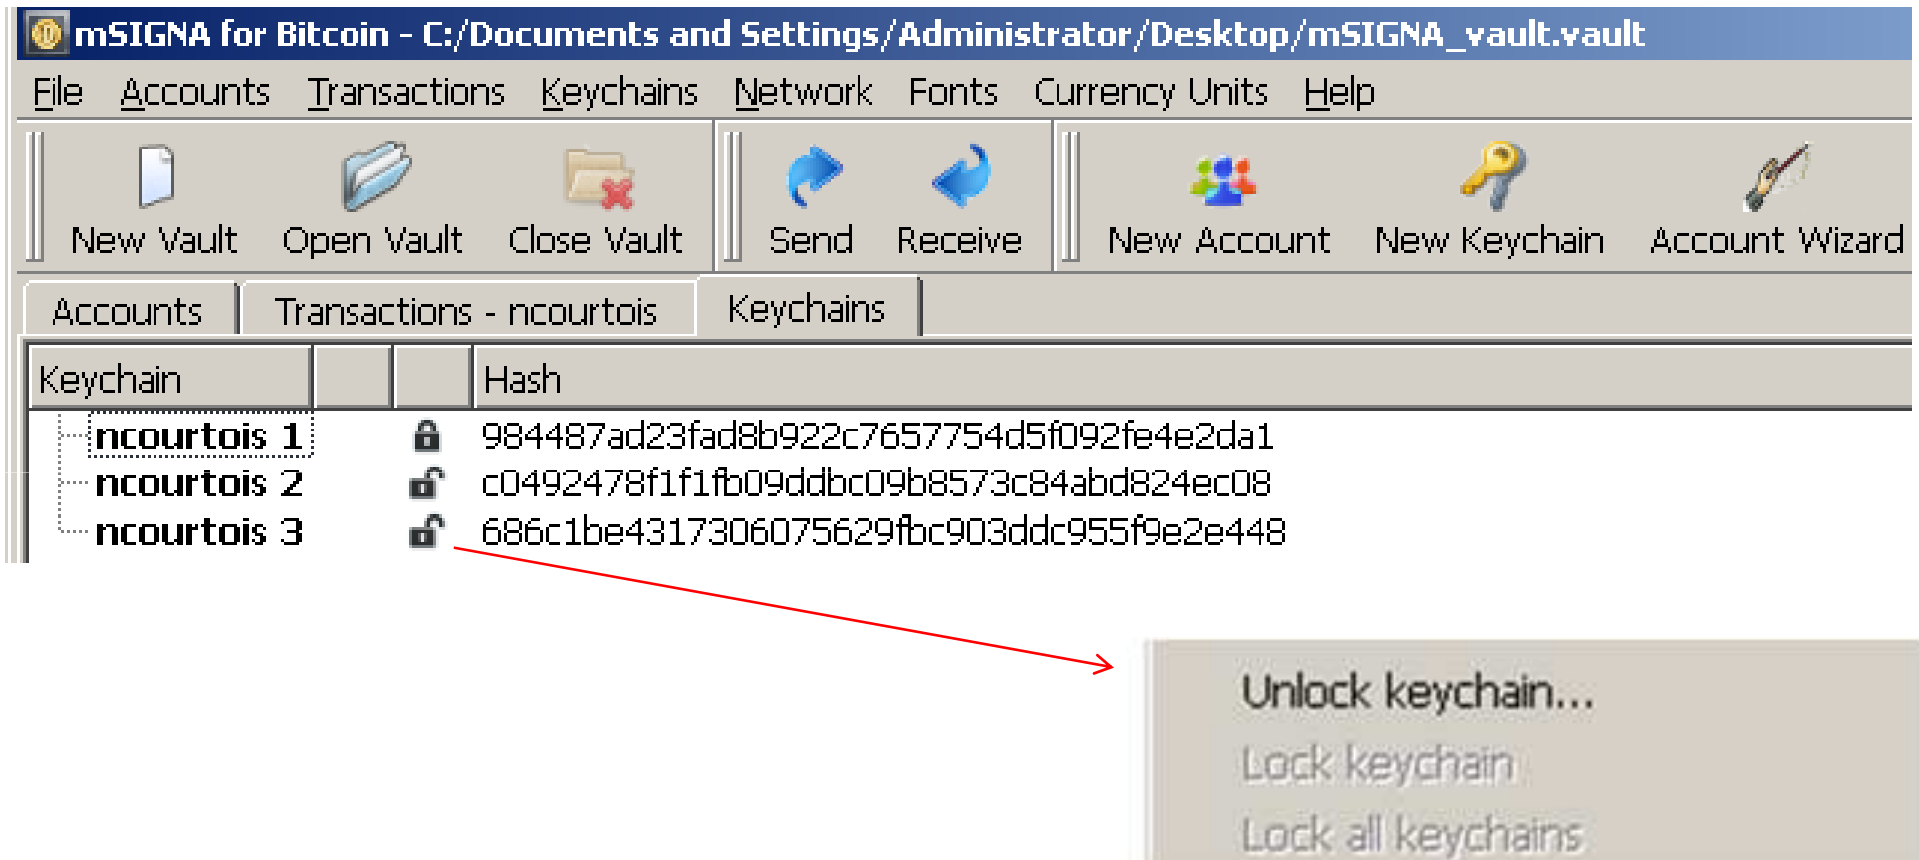 mSIGNA for Bitcoin - C:/Documents and Settings/Administrator/Desktop/mSIGNA_vault.vault
File Accounts Transactions Keychains Network Fonts Currency Units Help
New Vault Open Vault Close Vault Send Receive New Account New Keychain Account Wizard
Accounts Transactions - ncourtois Keychains
Keychain Hash
ncourtois 1 984487ad23fad8b922c7657754d5f092fe4e2da1
ncourtois 2 c0492478f1f1fb09ddbc09b8573c84abd824ec08
ncourtois 3 686c1be4317306075629fbc903ddc955f9e2e448
Unlock keychain...
Lock keychain
Lock all keychains